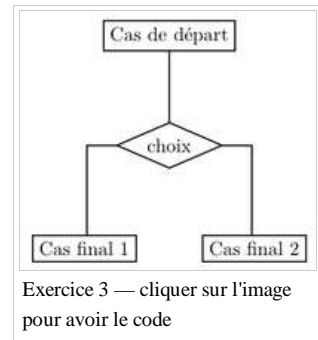 Cas de départ
choix
Cas final 1
Cas final 2
Exercice 3 — cliquer sur l'image
pour avoir le code